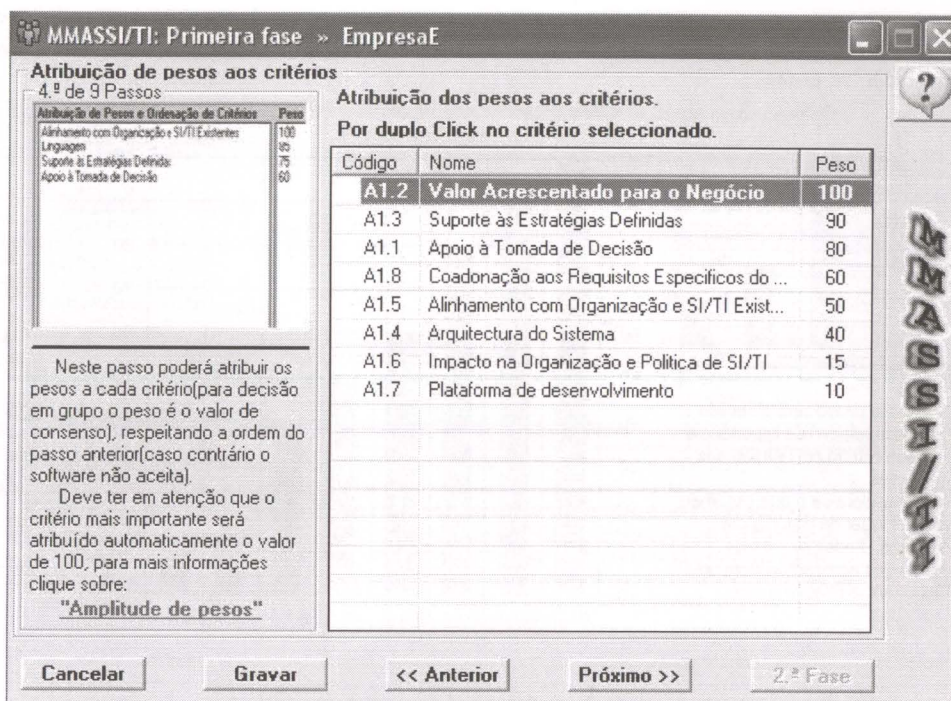 MMASSI/TI: Primeira fase » EmpresaE
Atribuição de pesos aos critérios
4.º de 9 Passos
Atribuição de Pesos e Ordenação de Critérios Peso
Alinhamento com Organização e SI/TI Existentes 100
Linguagen 85
Suporte às Estratégias Definidas 75
Apoio à Tomada de Decisão 60
Neste passo poderá atribuir os
pesos a cada critério(para decisão
em grupo o peso é o valor de
consenso), respeitando a ordem do
passo anterior(caso contrário o
software não aceita).
Deve ter em atenção que o
critério mais importante será
atribuído automaticamente o valor
de 100, para mais informações
clique sobre:
"Amplitude de pesos"
Atribuição dos pesos aos critérios.
Por duplo Click no critério seleccionado.
Código Nome Peso
A1.2 Valor Acrescentado para o Negócio 100
A1.3 Suporte às Estratégias Definidas 90
A1.1 Apoio à Tomada de Decisão 80
A1.8 Coadonação aos Requisitos Especificos do ... 60
A1.5 Alinhamento com Organização e SI/TI Exist... 50
A1.4 Arquitectura do Sistema 40
A1.6 Impacto na Organização e Politica de SI/TI 15
A1.7 Plataforma de desenvolvimento 10
?
MMASSI/TI
Cancelar Gravar << Anterior Próximo >> 2.ª Fase